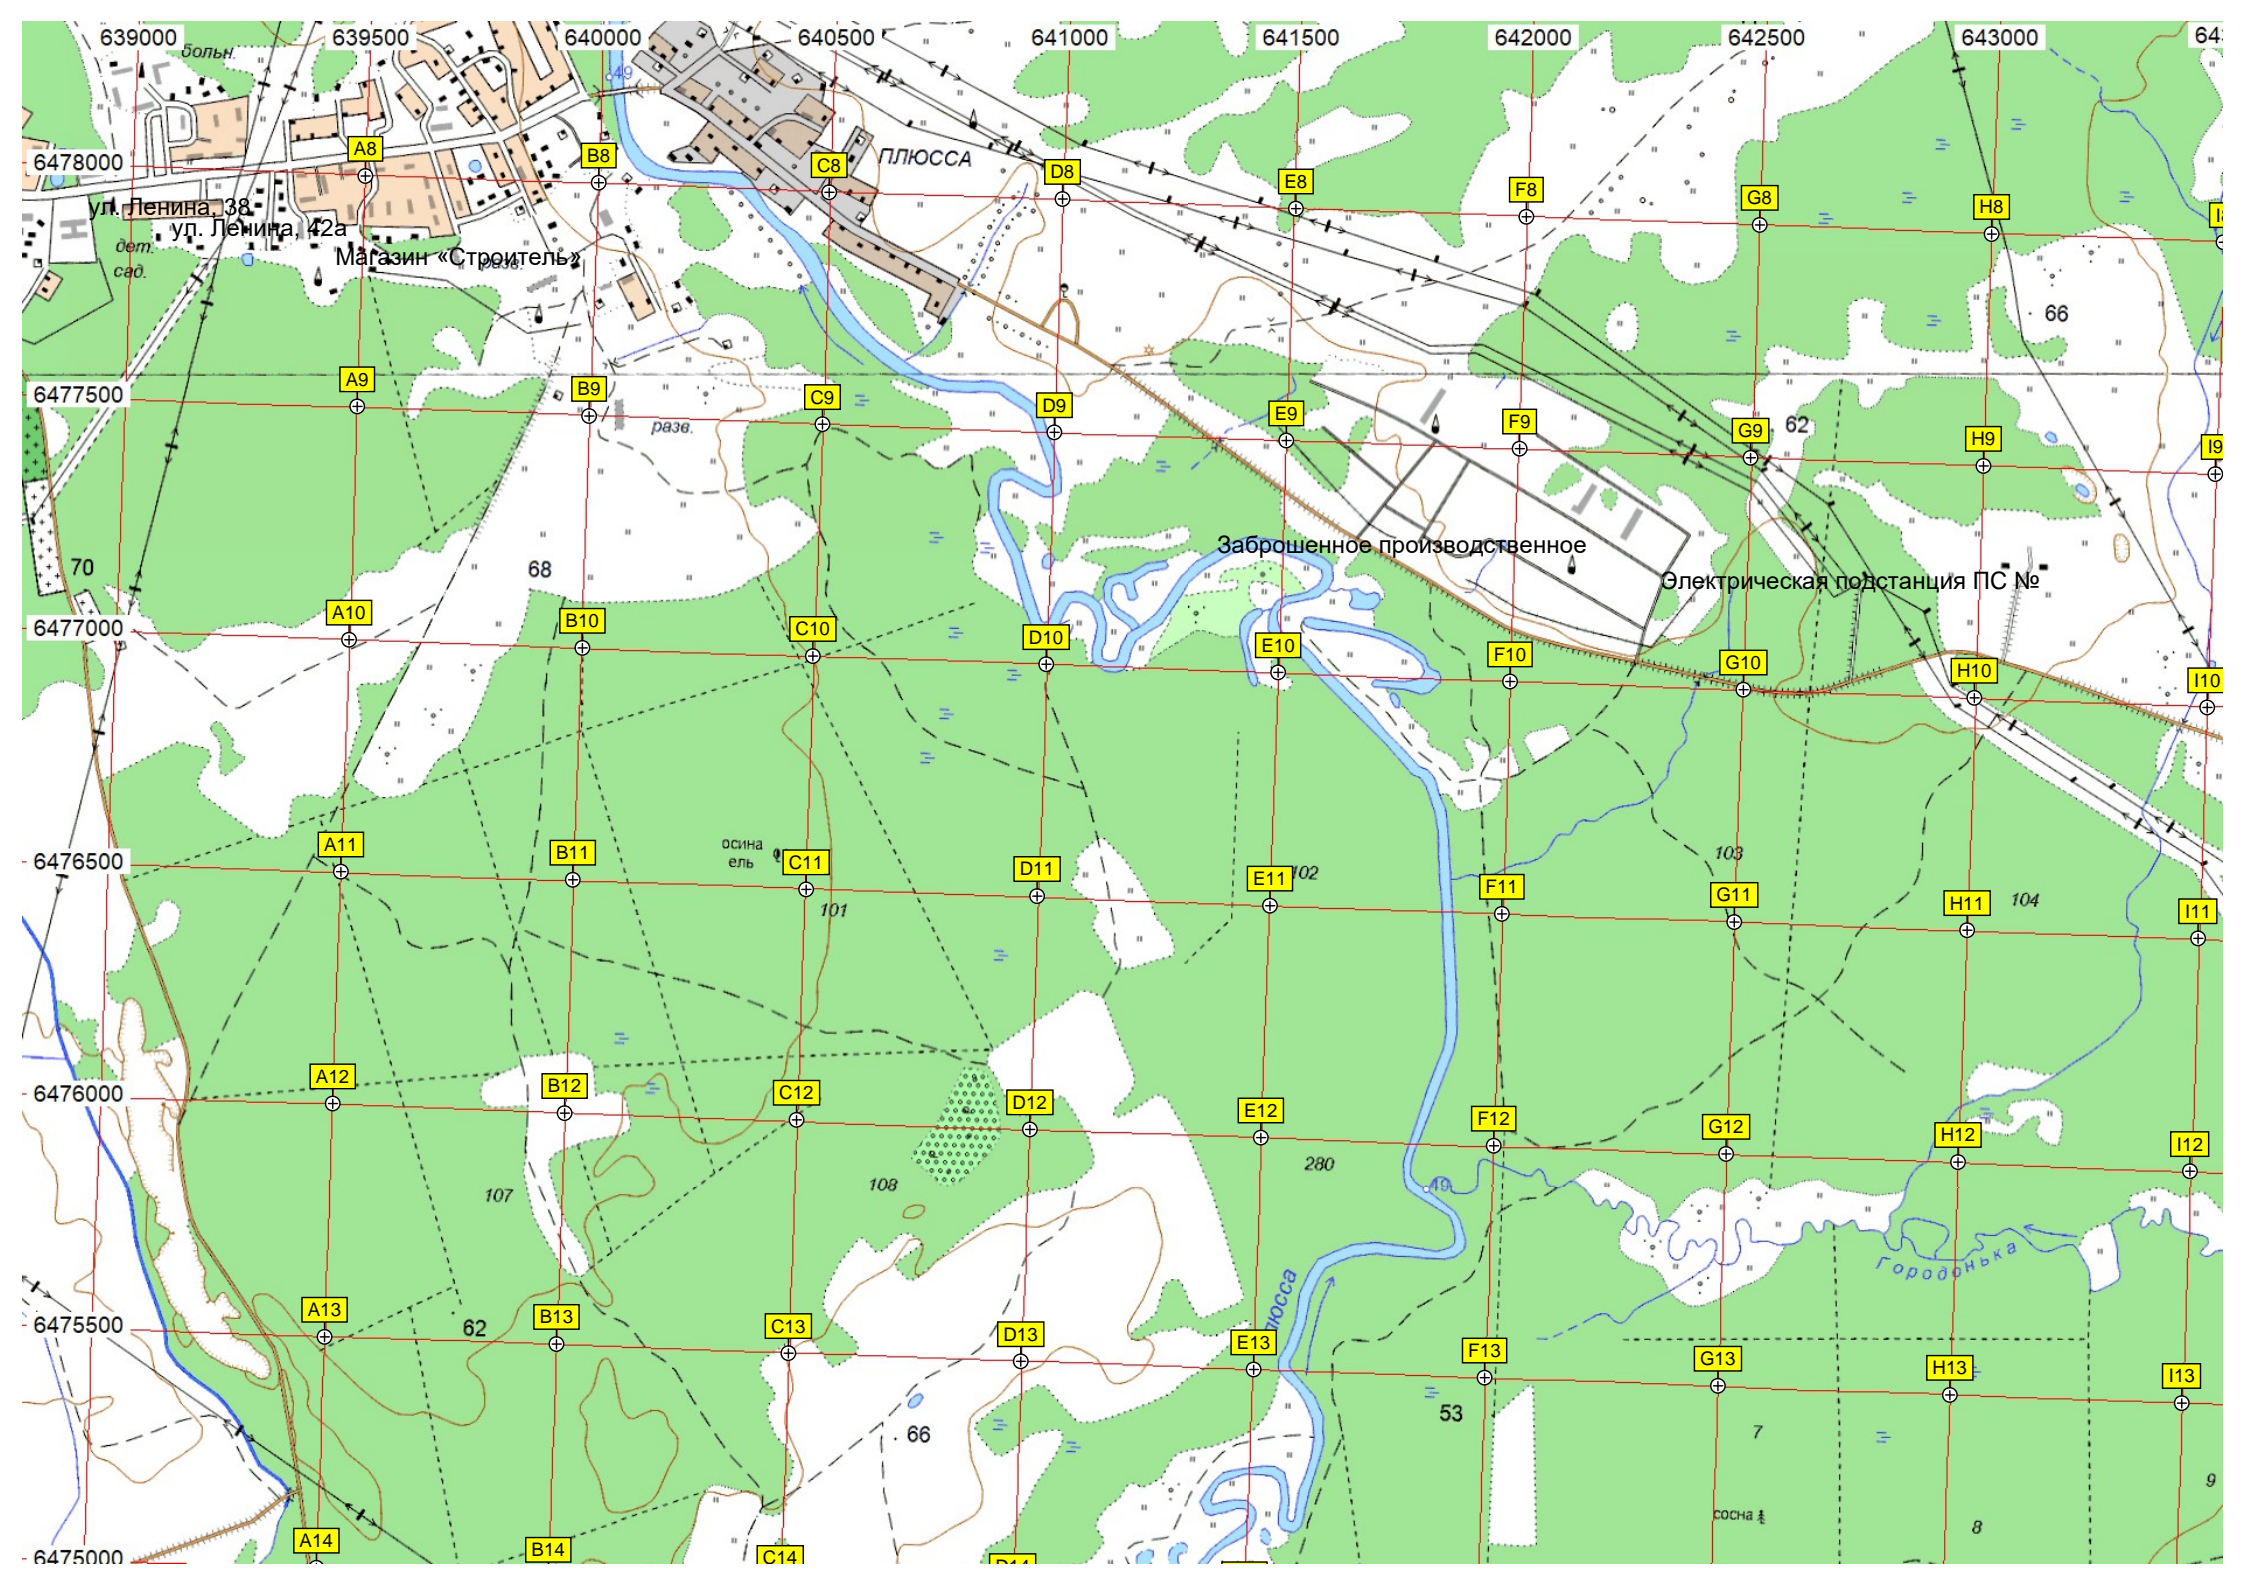 639000 639500 640000 640500 641000 641500 642000 642500 643000
больн.
49
6478000
A8 B8 C8 ПЛЮССА D8 E8 F8 G8 H8
ул. Ленина, 38
ул. Ленина, 42а
дет.
сад.
Магазин «Строитель»
разв.
66
6477500
A9 B9 C9 D9 E9 F9 G9 62 H9 I9
разв.
Заброшенное производственное
70 68
Электрическая подстанция ПС №
6477000
A10 B10 C10 D10 E10 F10 G10 H10 I10
осина
ель
6476500
A11 B11 C11 D11 E11 102 F11 103 G11 H11 104 I11
101
6476000
A12 B12 C12 D12 E12 F12 G12 H12 I12
280
107 108 49
Городонька
6475500
A13 62 B13 C13 D13 E13 F13 G13 H13 I13
66 53 7
9
сосна 8
6475000
A14 B14 C14 D14